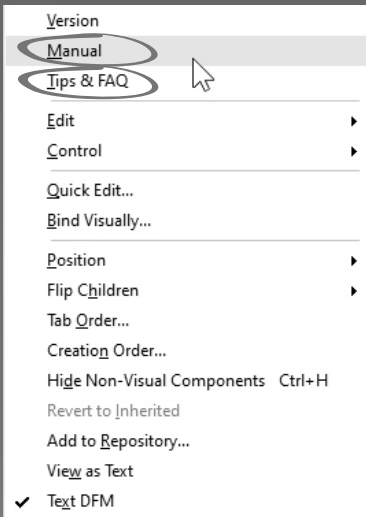 Version
Manual
Tips & FAQ
Edit
Control
Quick Edit...
Bind Visually...
Position
Flip Children
Tab Order...
Creation Order...
Hide Non-Visual Components Ctrl+H
Revert to Inherited
Add to Repository...
View as Text
Text DFM